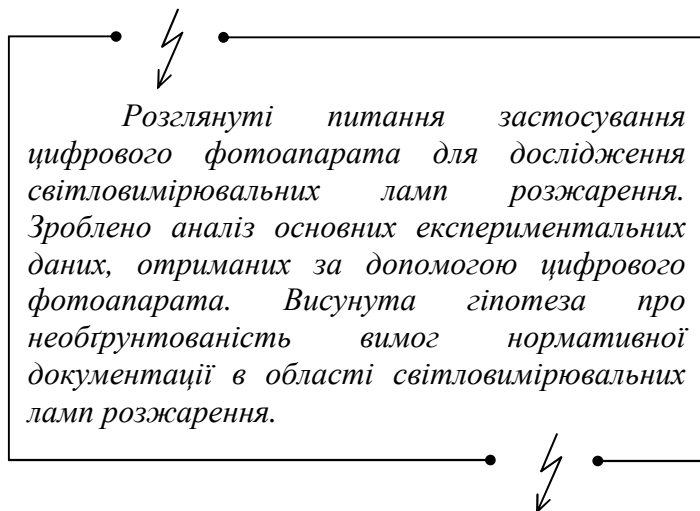 Розглянуті питання застосування
цифрового фотоапарата для дослідження
світловимірювальних ламп розжарення.
Зроблено аналіз основних експериментальних
даних, отриманих за допомогою цифрового
фотоапарата. Висунута гіпотеза про
необґрунтованість вимог нормативної
документації в області світловимірювальних
ламп розжарення.